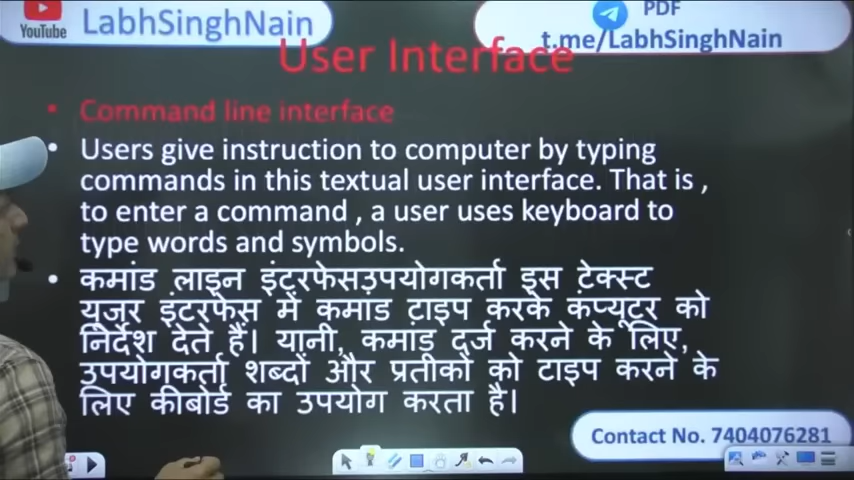 YouTube
LabhSinghNain
PDF
t.me/LabhSinghNain
User Interface
• Command line interface
• Users give instruction to computer by typing
commands in this textual user interface. That is ,
to enter a command , a user uses keyboard to
type words and symbols.
• कमांड लाइन इंटरफेसउपयोगकर्ता इस टेक्स्ट
यूजर इंटरफेस में कमांड टाइप करके कंप्यूटर को
निर्देश देते हैं। यानी, कमांड दर्ज करने के लिए,
उपयोगकर्ता शब्दों और प्रतीकों को टाइप करने के
लिए कीबोर्ड का उपयोग करता है।
Contact No. 7404076281